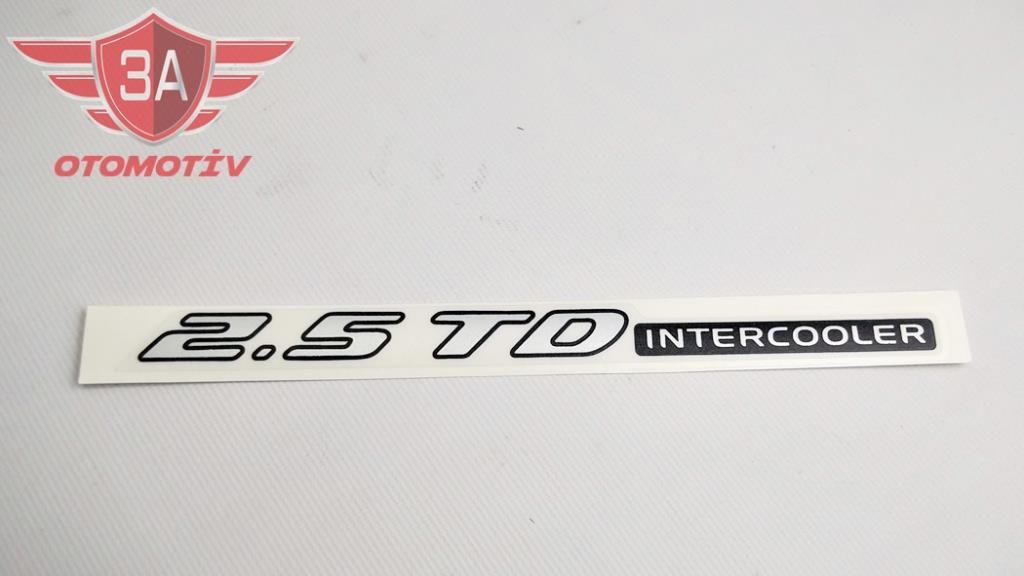 3A
OTOMOTİV
2.5 TD INTERCOOLER